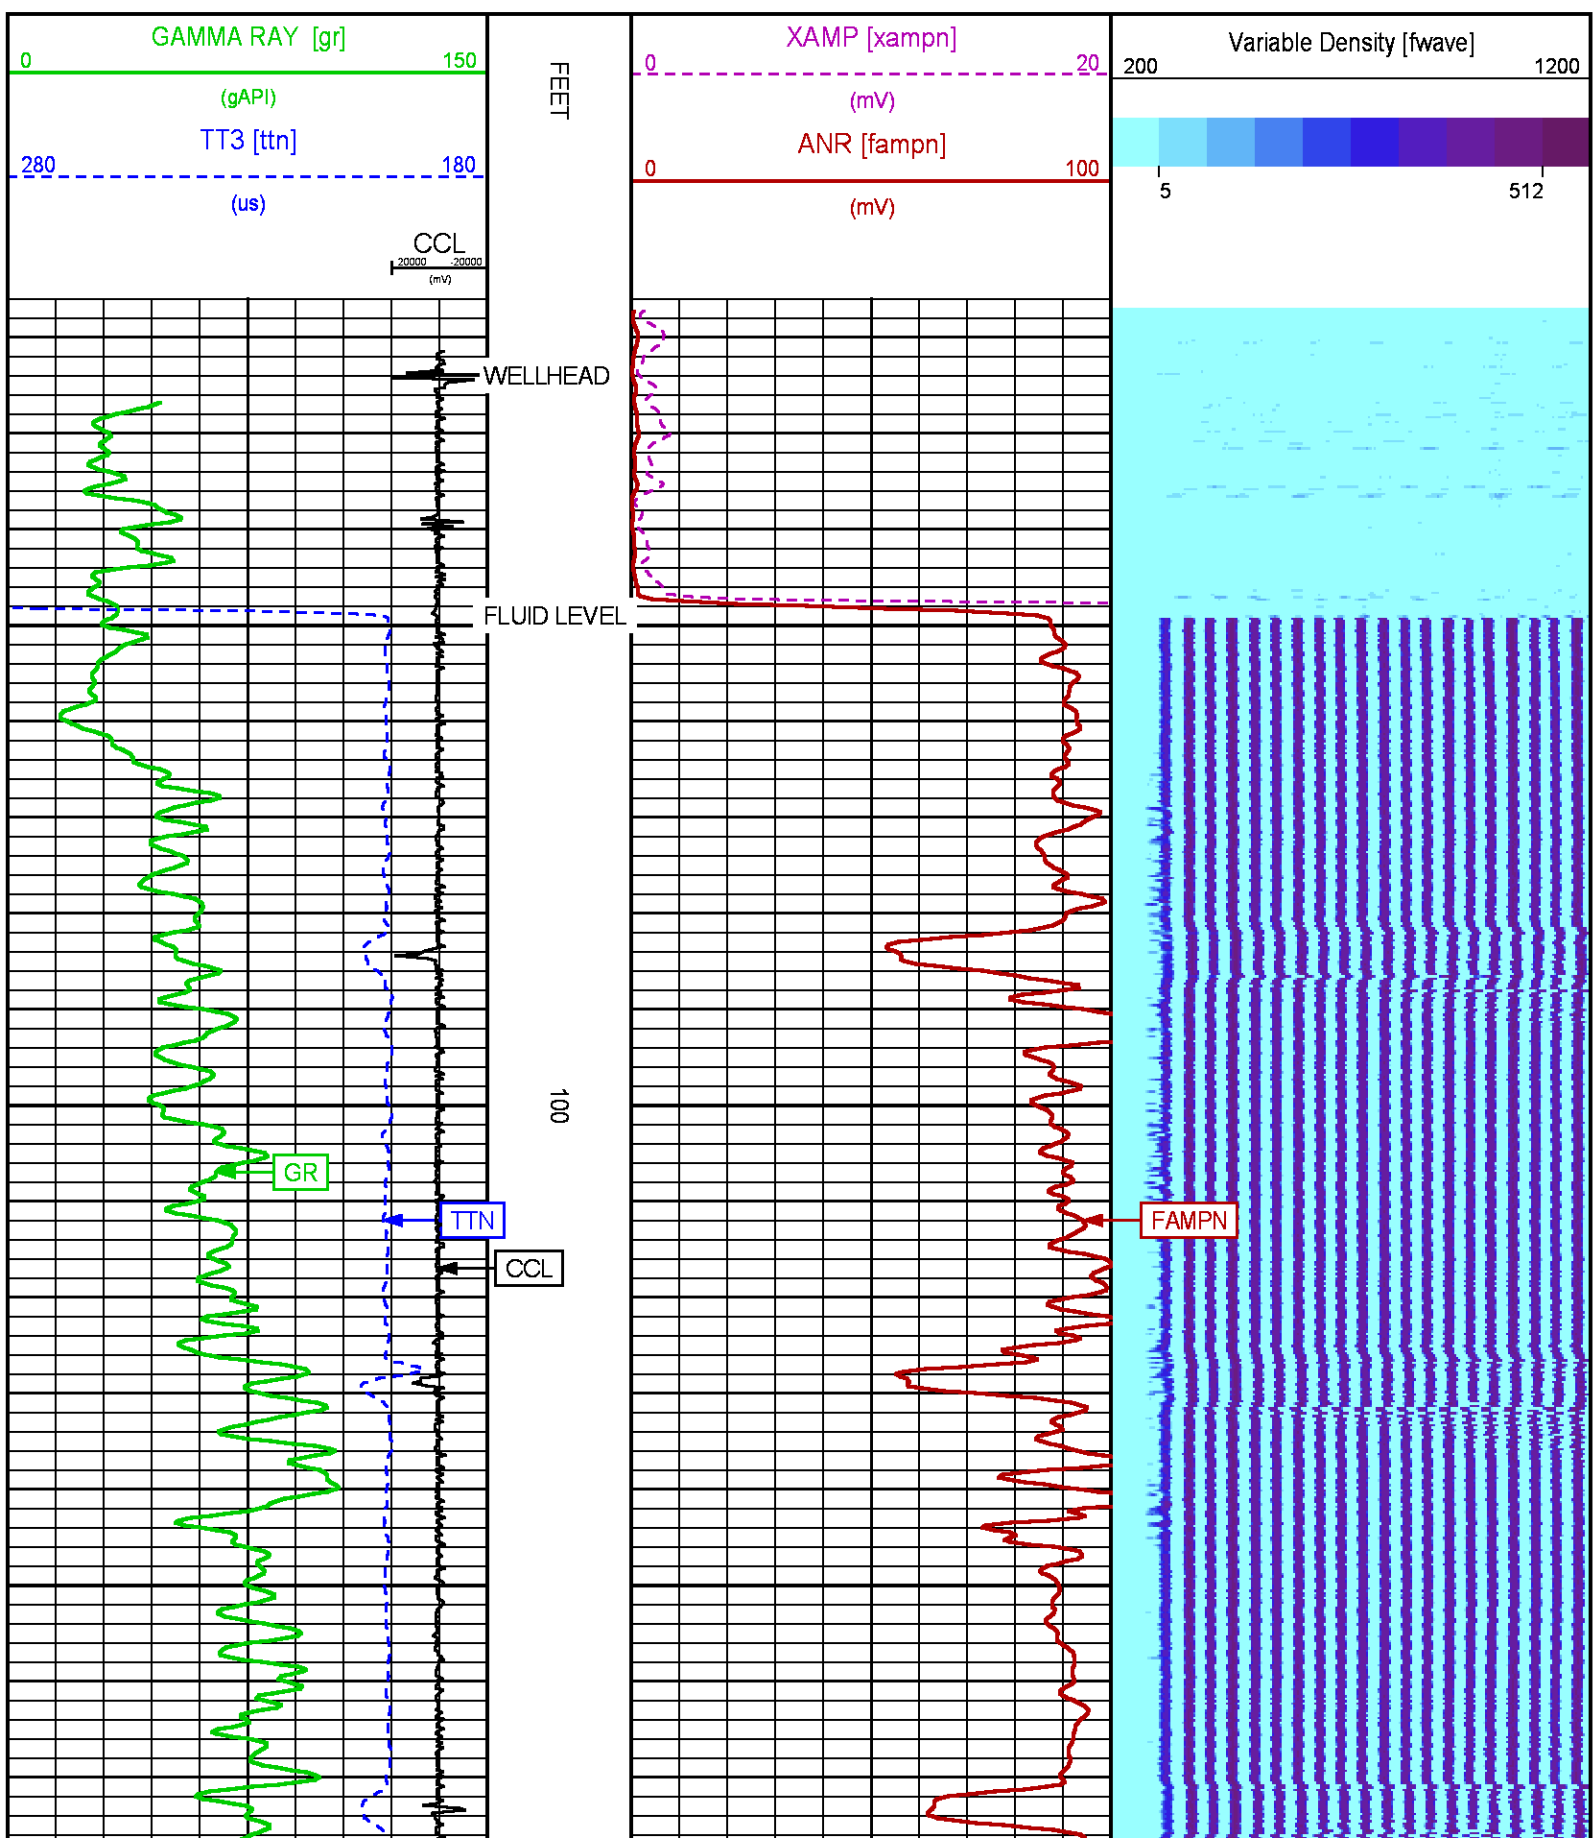 GAMMA RAY [gr]
0 150
(gAPI)
TT3 [ttn]
280 180
(us)
CCL
20000 -20000
(mV)
FEET
XAMP [xampn]
0 20
(mV)
ANR [fampn]
0 100
(mV)
Variable Density [fwave]
200 1200
5 512
WELLHEAD
FLUID LEVEL
100
GR
TTN
CCL
FAMPN